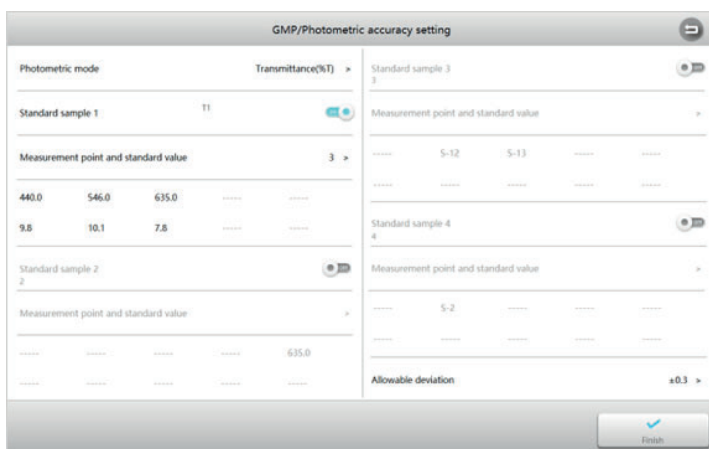 GMP/Photometric accuracy setting
Photometric mode Transmittance(%T) >
Standard sample 1 T1
Measurement point and standard value 3 >
440.0 546.0 635.0 ----- -----
9.8 10.1 7.8 ----- -----
Standard sample 2
2
Measurement point and standard value >
----- ----- ----- ----- 635.0
----- ----- ----- ----- -----
Standard sample 3
3
Measurement point and standard value >
----- S-12 S-13 ----- -----
----- ----- ----- ----- -----
Standard sample 4
4
Measurement point and standard value >
----- S-2 ----- ----- -----
----- ----- ----- ----- -----
Allowable deviation ±0.3 >
Finish